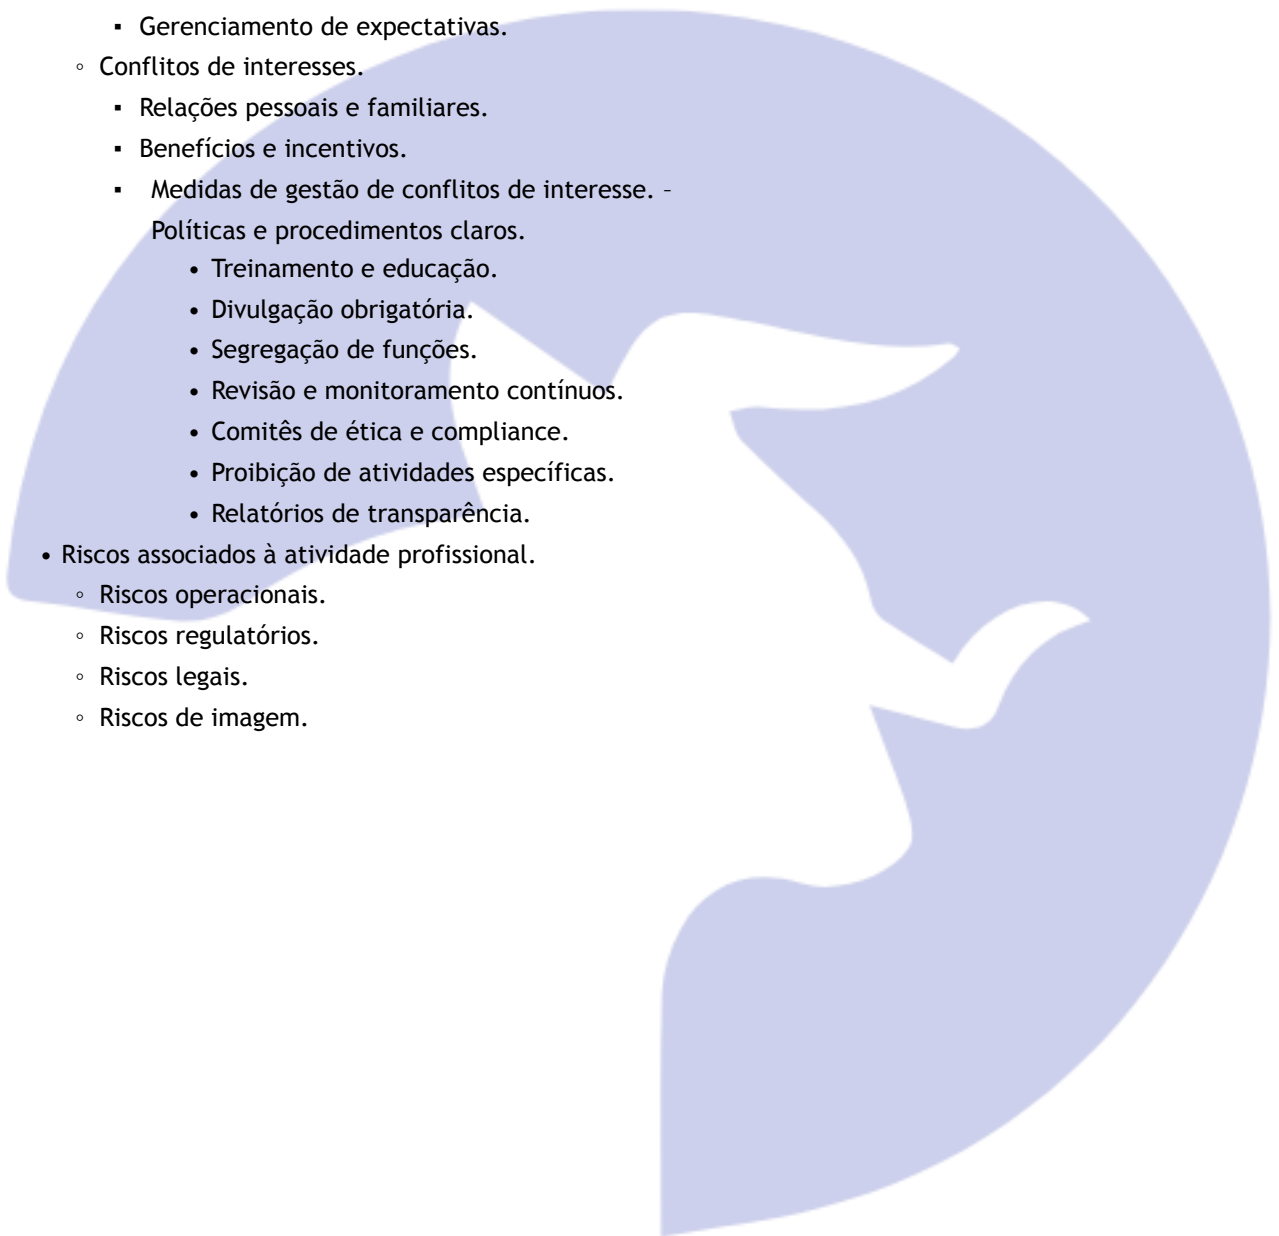 ▪ Gerenciamento de expectativas.
◦ Conflitos de interesses.
▪ Relações pessoais e familiares.
▪ Benefícios e incentivos.
▪ Medidas de gestão de conflitos de interesse. –
Políticas e procedimentos claros.
• Treinamento e educação.
• Divulgação obrigatória.
• Segregação de funções.
• Revisão e monitoramento contínuos.
• Comitês de ética e compliance.
• Proibição de atividades específicas.
• Relatórios de transparência.
• Riscos associados à atividade profissional.
◦ Riscos operacionais.
◦ Riscos regulatórios.
◦ Riscos legais.
◦ Riscos de imagem.